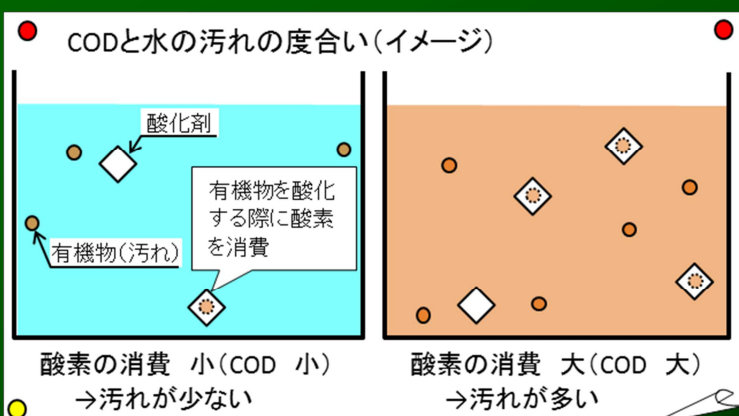 CODと水の汚れの度合い(イメージ)
酸化剤
有機物を酸化
する際に酸素
を消費
有機物(汚れ)
酸素の消費 小(COD 小)
→汚れが少ない
酸素の消費 大(COD 大)
→汚れが多い